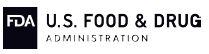 FDA U.S. FOOD & DRUG
ADMINISTRATION